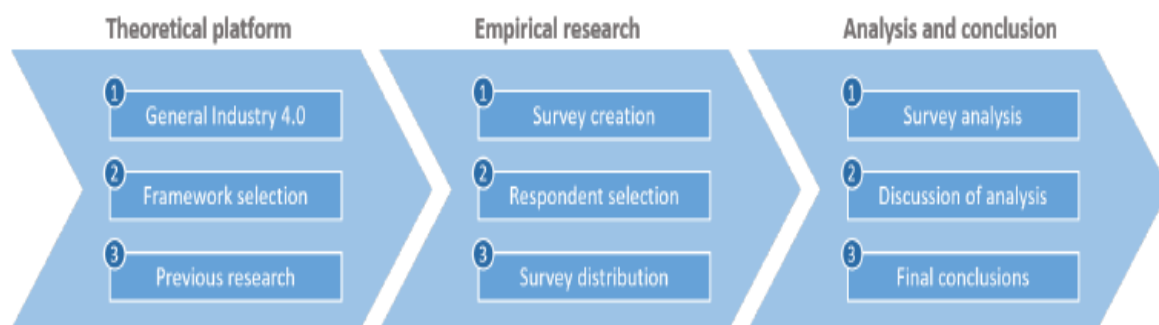 Theoretical platform
1
General Industry 4.0
2
Framework selection
3
Previous research
Empirical research
1
Survey creation
2
Respondent selection
3
Survey distribution
Analysis and conclusion
1
Survey analysis
2
Discussion of analysis
3
Final conclusions